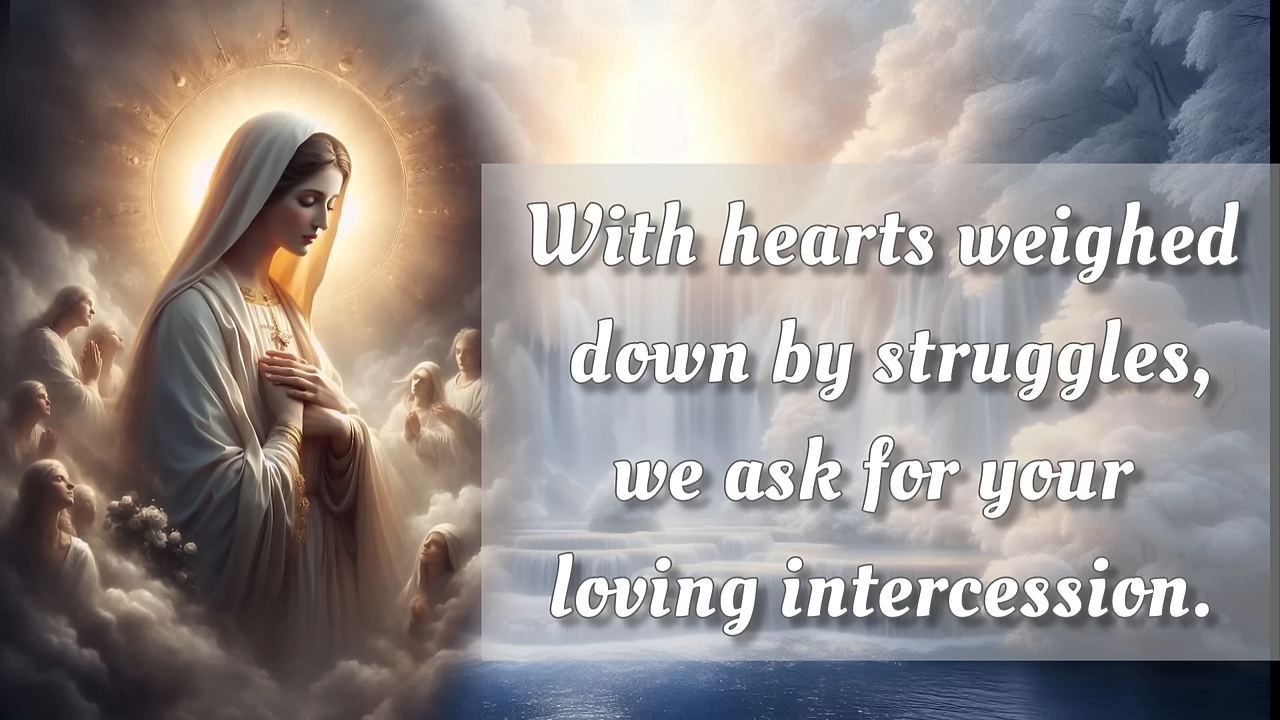 With hearts weighed
down by struggles,
we ask for your
loving intercession.